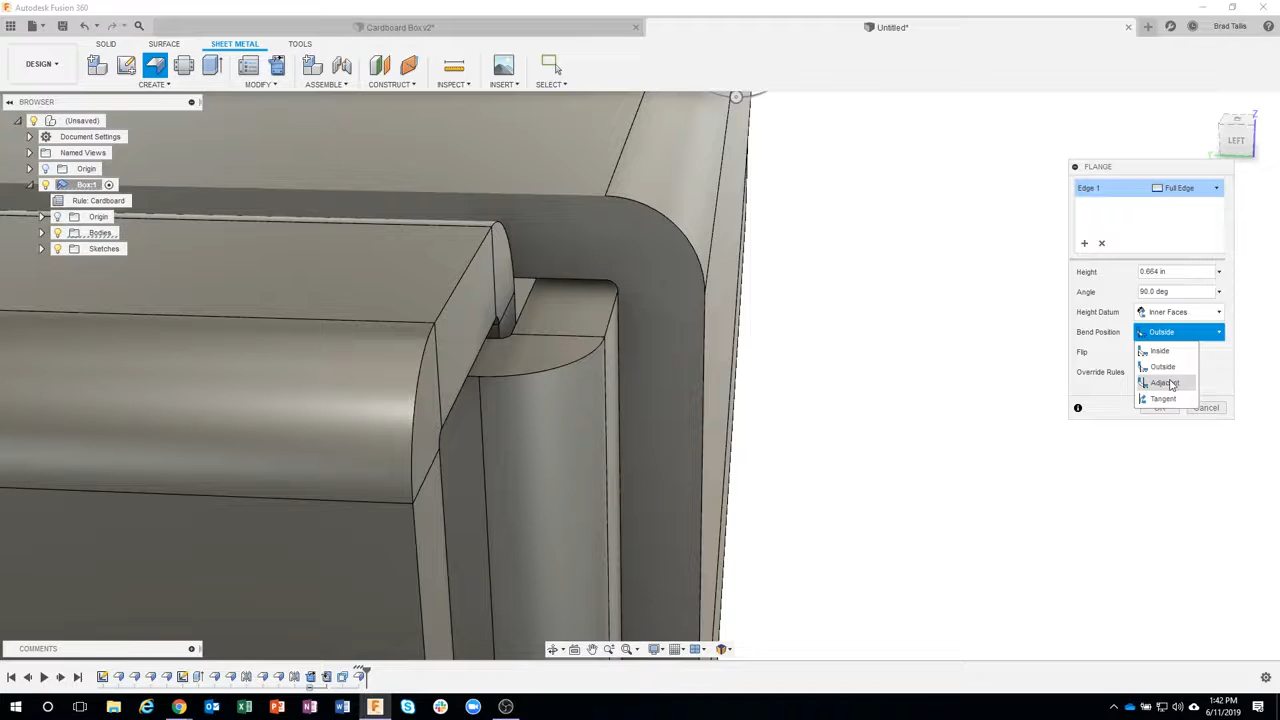 Autodesk Fusion 360
Cardboard Box v2*
Untitled*
Brad Tallis
SOLID SURFACE SHEET METAL TOOLS
DESIGN
CREATE MODIFY ASSEMBLE CONSTRUCT INSPECT INSERT SELECT
BROWSER
(Unsaved)
Document Settings
Named Views
Origin
Box:1
Rule: Cardboard
Origin
Bodies
Sketches
Z
LEFT
Y
FLANGE
Edge 1 Full Edge
Height 0.664 in
Angle 90.0 deg
Height Datum Inner Faces
Bend Position Outside
Flip
Inside
Outside
Override Rules
Adjacent
Tangent
Cancel
COMMENTS
1:42 PM
6/11/2019